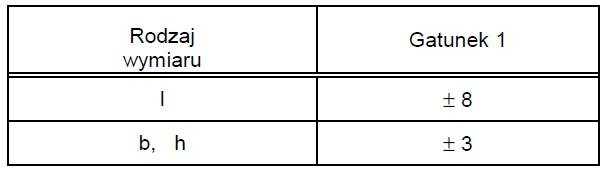 Rodzaj wymiaru
Gatunek 1
l
± 8
b, h
± 3